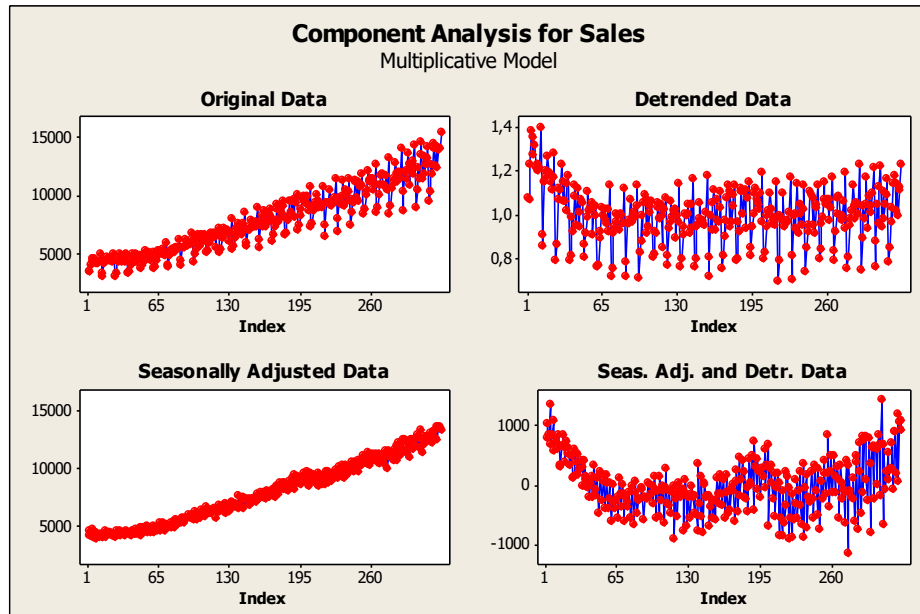 Component Analysis for Sales
Multiplicative Model
Original Data
15000
10000
5000
1 65 130 195 260
Index
Detrended Data
1,4
1,2
1,0
0,8
1 65 130 195 260
Index
Seasonally Adjusted Data
15000
10000
5000
1 65 130 195 260
Index
Seas. Adj. and Detr. Data
1000
0
-1000
1 65 130 195 260
Index